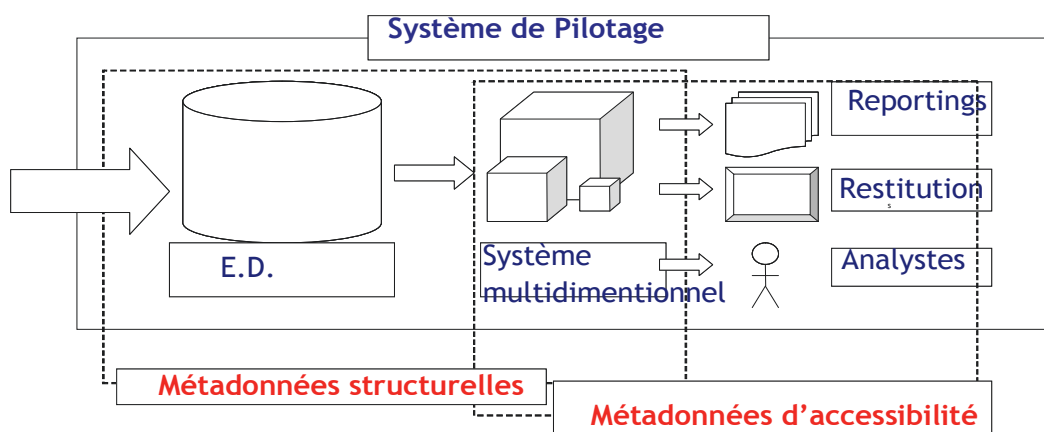 Système de Pilotage
Reportings
Restitution
s
E.D.
Système
multidimentionnel
Analystes
Métadonnées structurelles
Métadonnées d’accessibilité